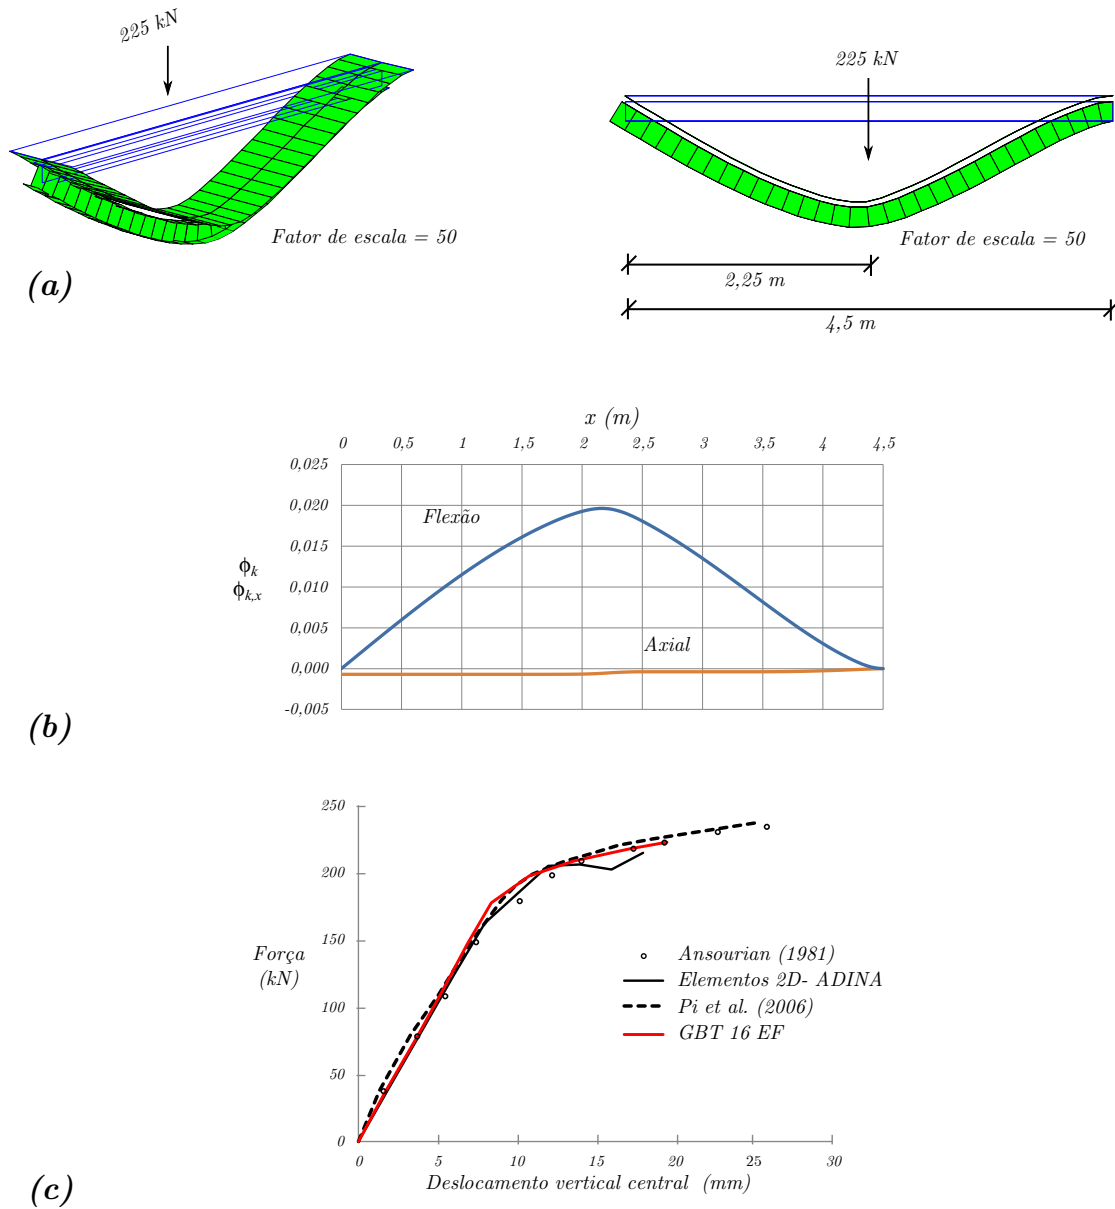 225 kN
225 kN
Fator de escala = 50
Fator de escala = 50
2,25 m
4,5 m
(a)
x (m)
0 0,5 1 1,5 2 2,5 3 3,5 4 4,5
0,025
0,020
0,015
0,010
0,005
0,000
-0,005
Flexão
Axial
ϕk
ϕk,x
(b)
250
200
150
100
50
0
Força
(kN)
Ansourian (1981)
Elementos 2D- ADINA
Pi et al. (2006)
GBT 16 EF
0 5 10 15 20 25 30
Deslocamento vertical central (mm)
(c)